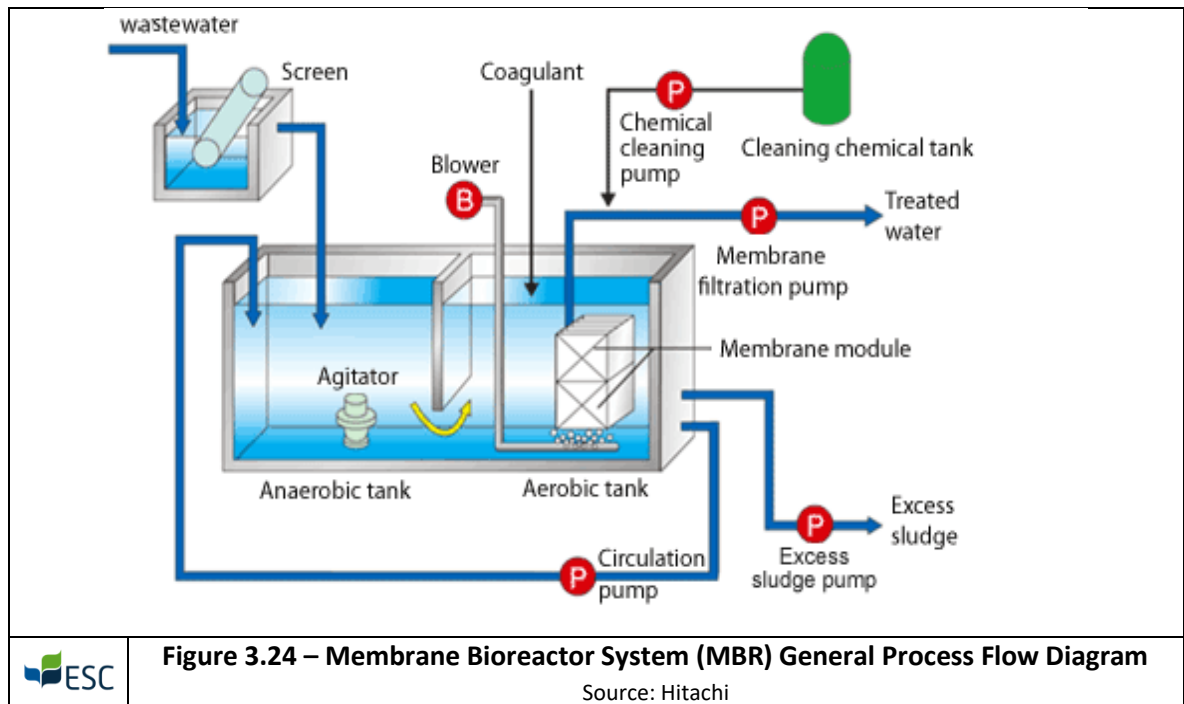 wastewater
Screen
Coagulant
P
Chemical
cleaning
pump
Cleaning chemical tank
Blower
B
P
Treated
water
Membrane
filtration pump
Membrane module
Agitator
Anaerobic tank
Aerobic tank
P
Excess
sludge
Excess
sludge pump
P
Circulation
pump
ESC
Figure 3.24 – Membrane Bioreactor System (MBR) General Process Flow Diagram
Source: Hitachi